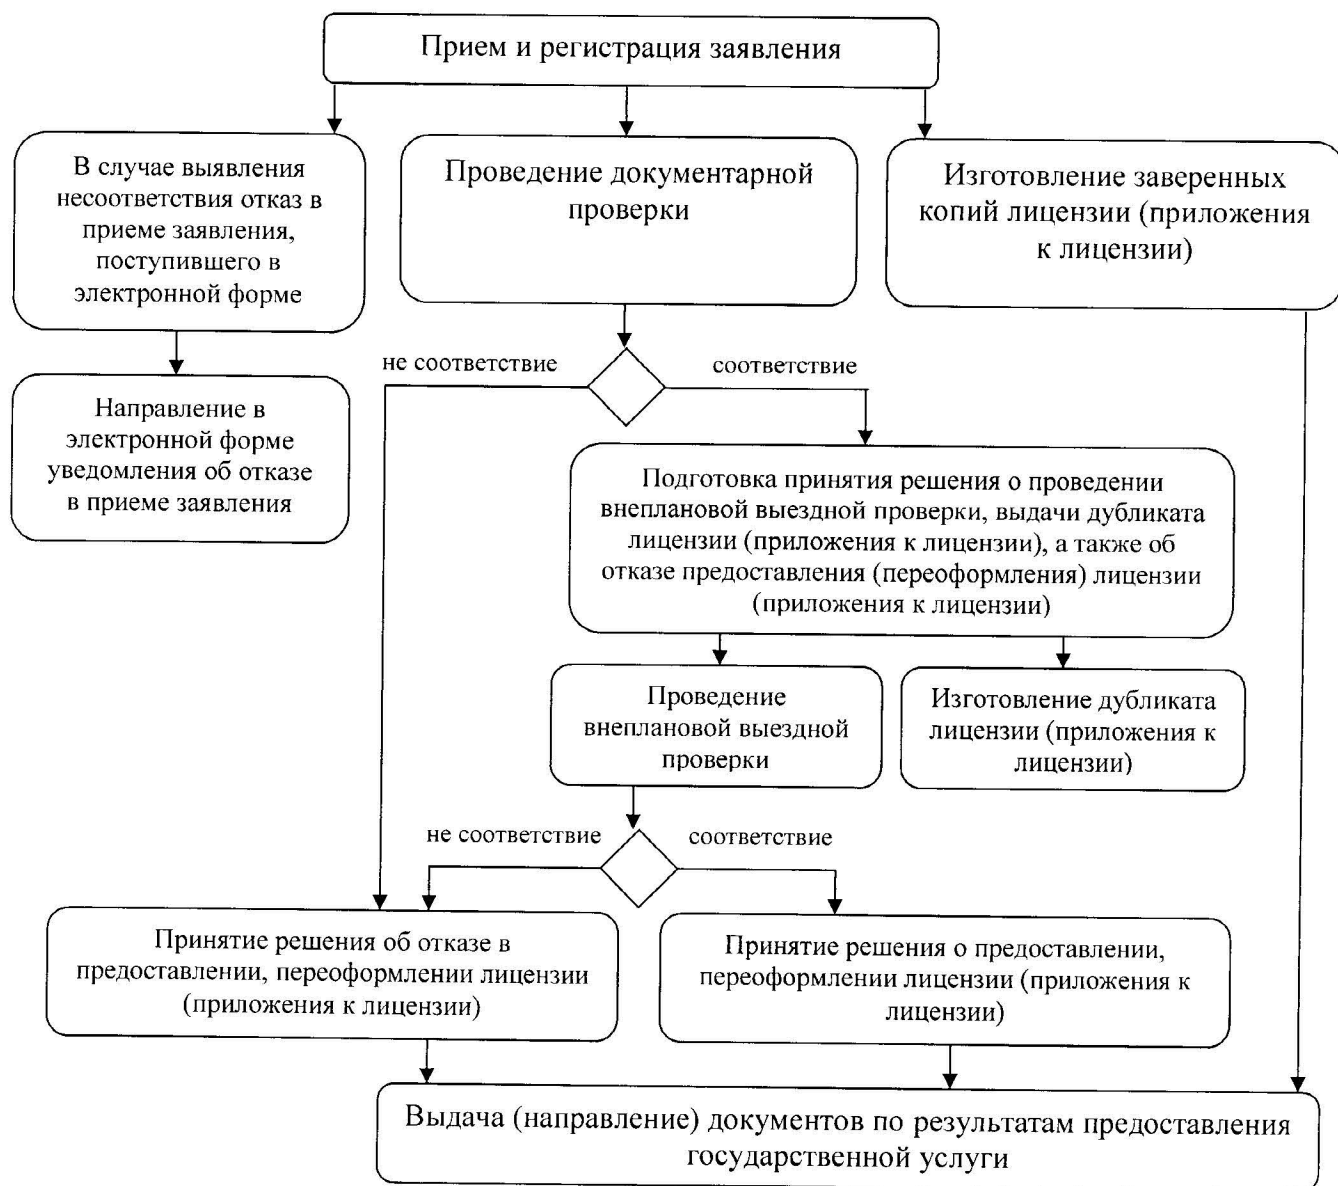 Прием и регистрация заявления
В случае выявления
несоответствия отказ в
приеме заявления,
поступившего в
электронной форме
Проведение документарной
проверки
Изготовление заверенных
копий лицензии (приложения
к лицензии)
не соответствие
соответствие
Направление в
электронной форме
уведомления об отказе
в приеме заявления
Подготовка принятия решения о проведении
внеплановой выездной проверки, выдачи дубликата
лицензии (приложения к лицензии), а также об
отказе предоставления (переоформления) лицензии
(приложения к лицензии)
Проведение
внеплановой выездной
проверки
Изготовление дубликата
лицензии (приложения к
лицензии)
не соответствие
соответствие
Принятие решения об отказе в
предоставлении, переоформлении лицензии
(приложения к лицензии)
Принятие решения о предоставлении,
переоформлении лицензии (приложения к
лицензии)
Выдача (направление) документов по результатам предоставления
государственной услуги